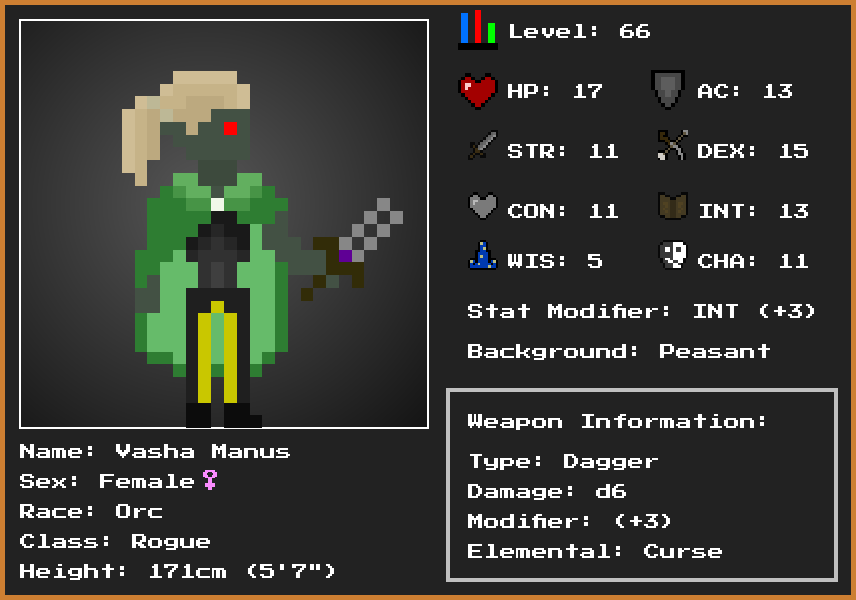 Level: 66
HP: 17 AC: 13
STR: 11 DEX: 15
CON: 11 INT: 13
WIS: 5 CHA: 11
Stat Modifier: INT (+3)
Background: Peasant
Weapon Information:
Type: Dagger
Damage: d6
Modifier: (+3)
Elemental: Curse
Name: Vasha Manus
Sex: Female♀
Race: Orc
Class: Rogue
Height: 171cm (5'7")